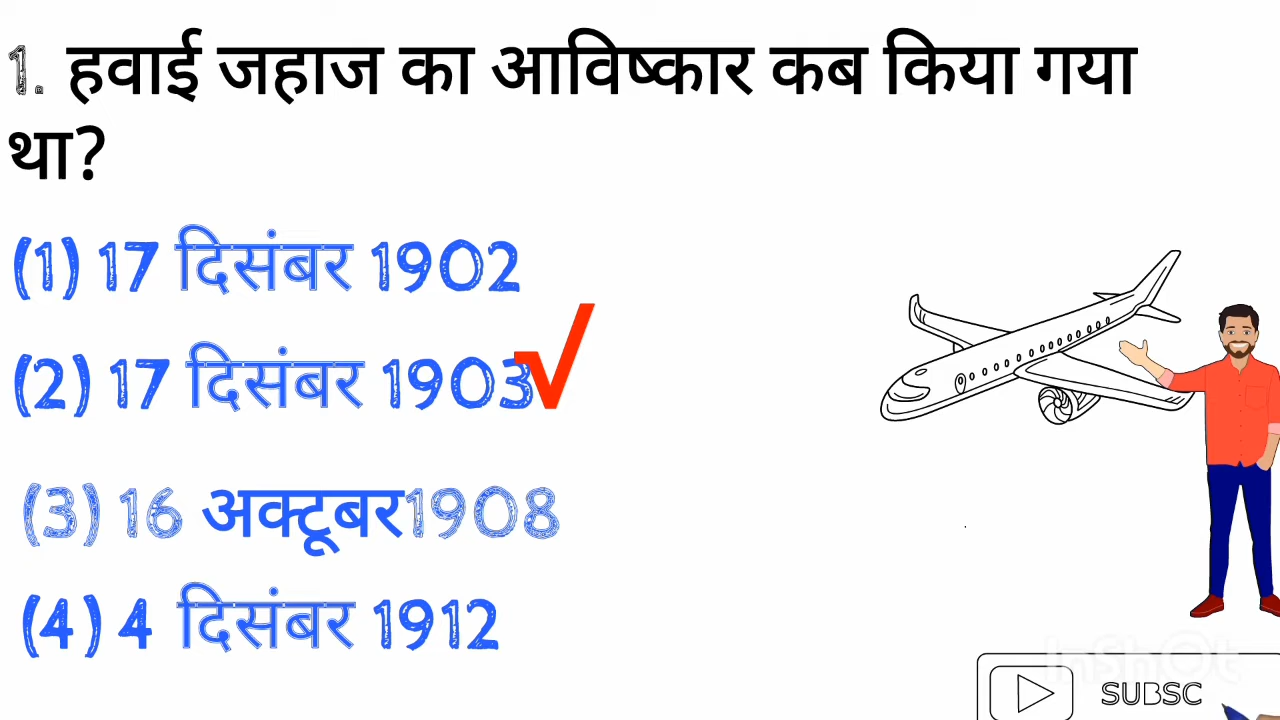 1. हवाई जहाज का आविष्कार कब किया गया
था?
(1) 17 दिसंबर 1902
(2) 17 दिसंबर 1903
(3) 16 अक्टूबर1908
(4) 4 दिसंबर 1912
InShOt
SUBSC